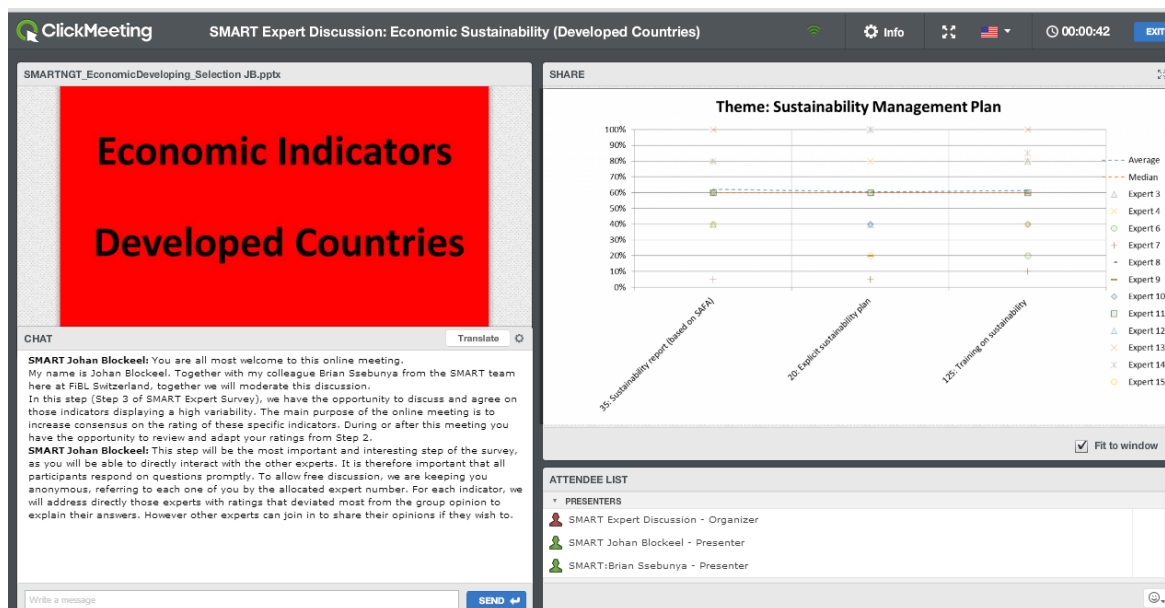 ClickMeeting
SMART Expert Discussion: Economic Sustainability (Developed Countries)
Info
00:00:42
EXIT
SMARTNGT_EconomicDeveloping_Selection JB.pptx
Economic Indicators
Developed Countries
CHAT
Translate
SMART Johan Blockeel: You are all most welcome to this online meeting.
My name is Johan Blockeel. Together with my colleague Brian Ssebunya from the SMART team
here at FiBL Switzerland, together we will moderate this discussion.
In this step (Step 3 of SMART Expert Survey), we have the opportunity to discuss and agree on
those indicators displaying a high variability. The main purpose of the online meeting is to
increase consensus on the rating of these specific indicators. During or after this meeting you
have the opportunity to review and adapt your ratings from Step 2.
SMART Johan Blockeel: This step will be the most important and interesting step of the survey,
as you will be able to directly interact with the other experts. It is therefore important that all
participants respond on questions promptly. To allow free discussion, we are keeping you
anonymous, referring to each one of you by the allocated expert number. For each indicator, we
will address directly those experts with ratings that deviated most from the group opinion to
explain their answers. However other experts can join in to share their opinions if they wish to.
Write a message
SEND
SHARE
Theme: Sustainability Management Plan
100%
90%
80%
70%
60%
50%
40%
30%
20%
10%
0%
35: Sustainability report (based on SAFA)
20: Explicit sustainability plan
125: Training on sustainability
Average
Median
Expert 3
Expert 4
Expert 6
Expert 7
Expert 8
Expert 9
Expert 10
Expert 11
Expert 12
Expert 13
Expert 14
Expert 15
Fit to window
ATTENDEE LIST
PRESENTERS
SMART Expert Discussion - Organizer
SMART Johan Blockeel - Presenter
SMART:Brian Ssebunya - Presenter